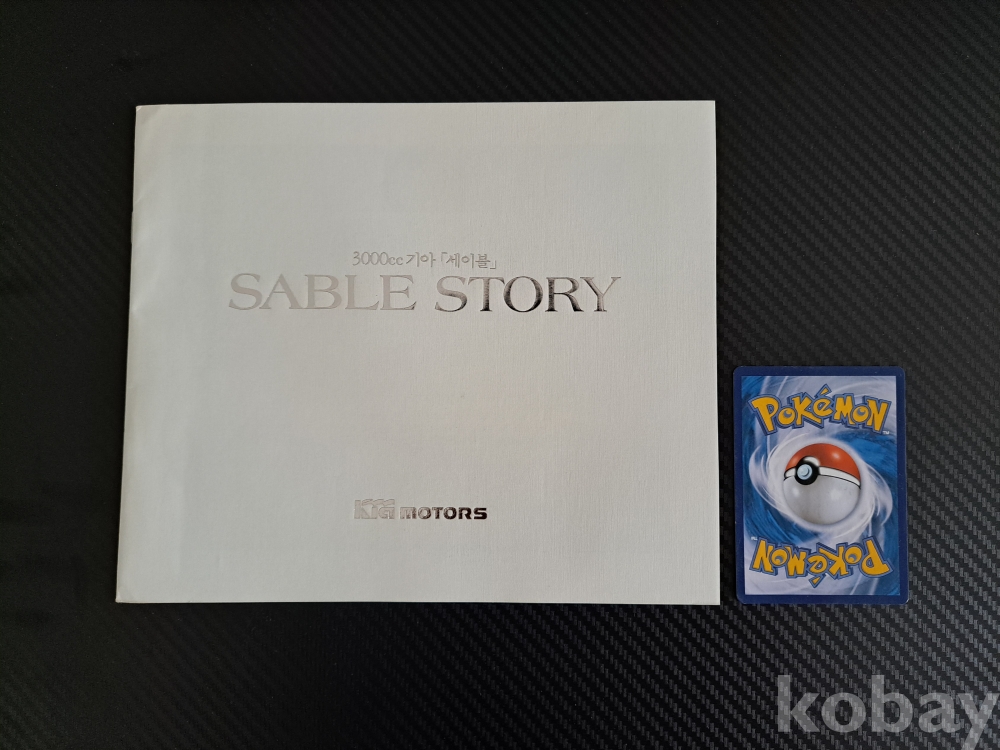 3000cc 기아 「세이블」
SABLE STORY
KIA MOTORS
POKéMON
POKéMON
kobay